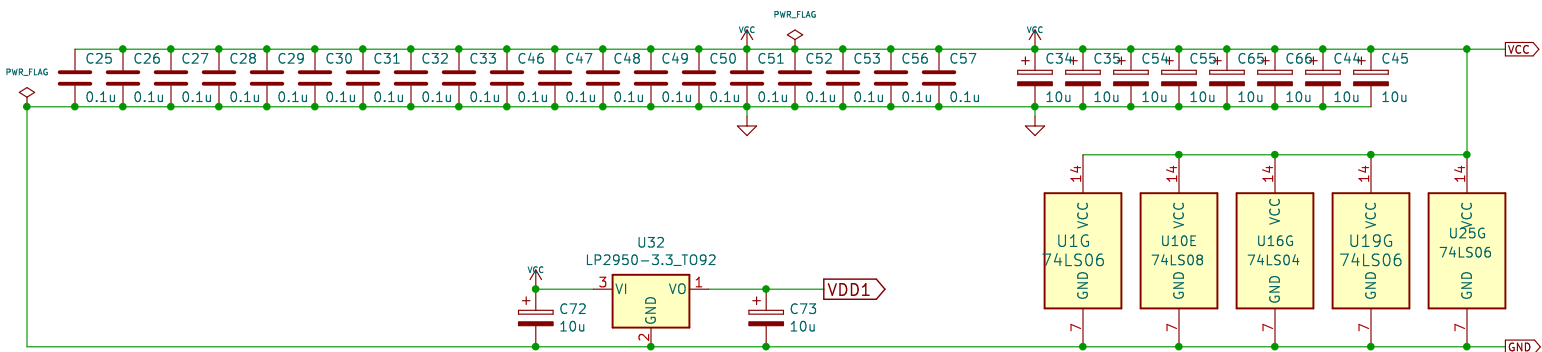 PWR_FLAG
VCC
VCC
PWR_FLAG
C25 C26 C27 C28 C29 C30 C31 C32 C33 C46 C47 C48 C49 C50 C51 C52 C53 C56 C57
+ C34 + C35 + C54 + C55 + C65 + C66 + C44 + C45
VCC
0.1u 0.1u 0.1u 0.1u 0.1u 0.1u 0.1u 0.1u 0.1u 0.1u 0.1u 0.1u 0.1u 0.1u 0.1u 0.1u 0.1u 0.1u 0.1u
10u 10u 10u 10u 10u 10u 10u 10u
14 14 14 14 14
VCC VCC VCC VCC VCC
U1G U10E U16G U19G U25G
74LS06 74LS08 74LS04 74LS06 74LS06
GND GND GND GND GND
7 7 7 7 7
U32
LP2950-3.3_TO92
VCC
3 VI VO 1
VDD1
GND
2
+ C72
10u
+ C73
10u
GND